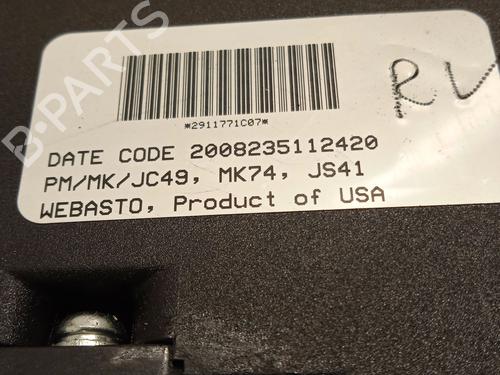 *2911771C07*
RV
DATE CODE 2008235112420
PM/MK/JC49, MK74, JS41
WEBASTO, Product of USA
B-PARTS